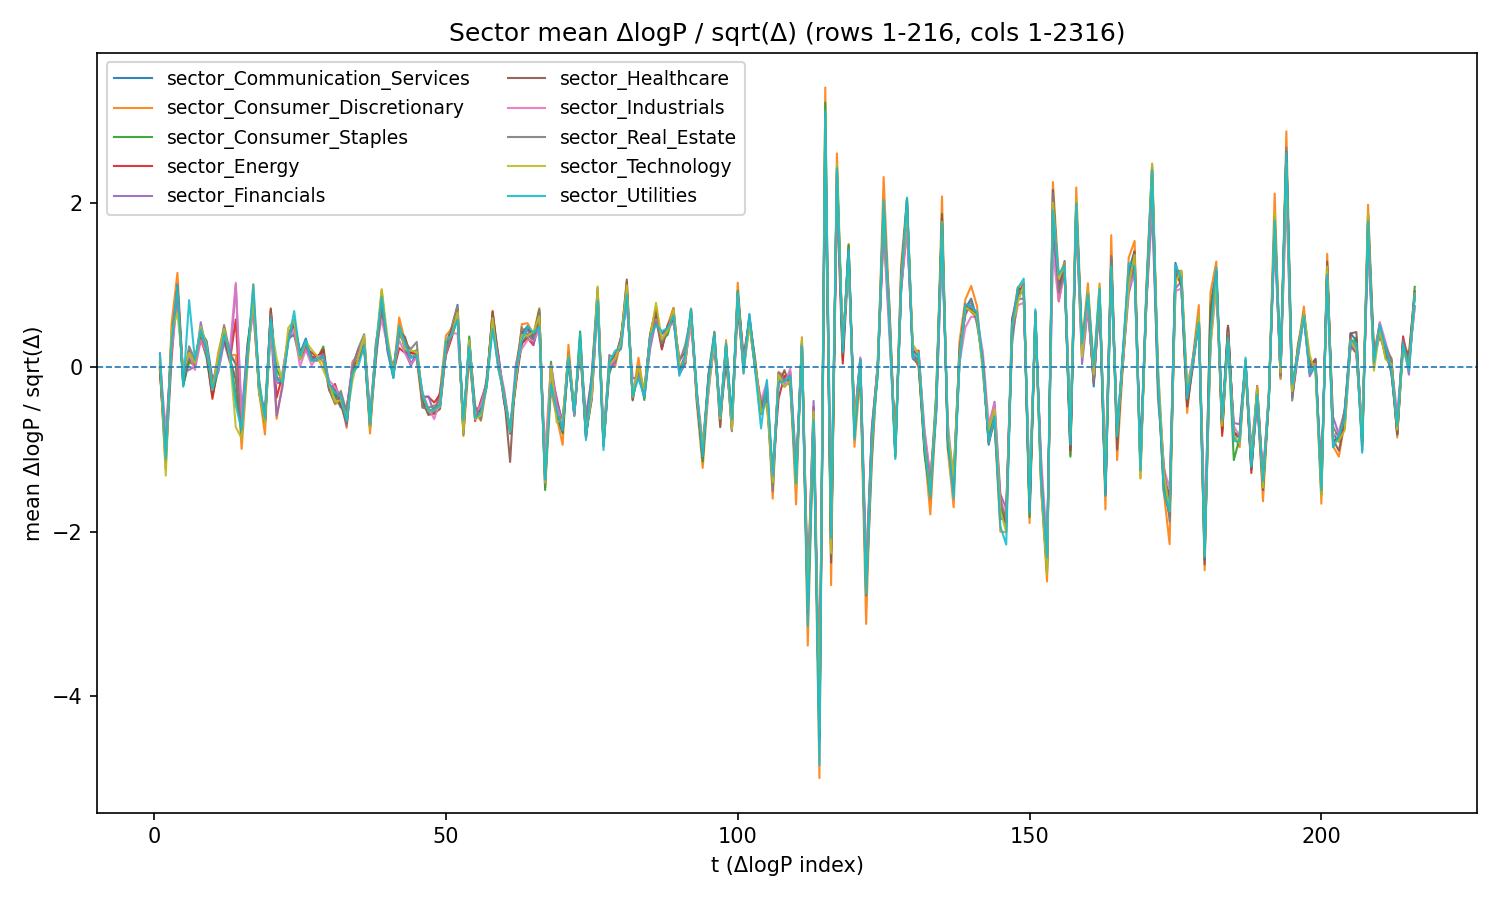 Sector mean ΔlogP / sqrt(Δ) (rows 1-216, cols 1-2316)
sector_Communication_Services
sector_Consumer_Discretionary
sector_Consumer_Staples
sector_Energy
sector_Financials
sector_Healthcare
sector_Industrials
sector_Real_Estate
sector_Technology
sector_Utilities
mean ΔlogP / sqrt(Δ)
2
0
−2
−4
0 50 100 150 200
t (ΔlogP index)